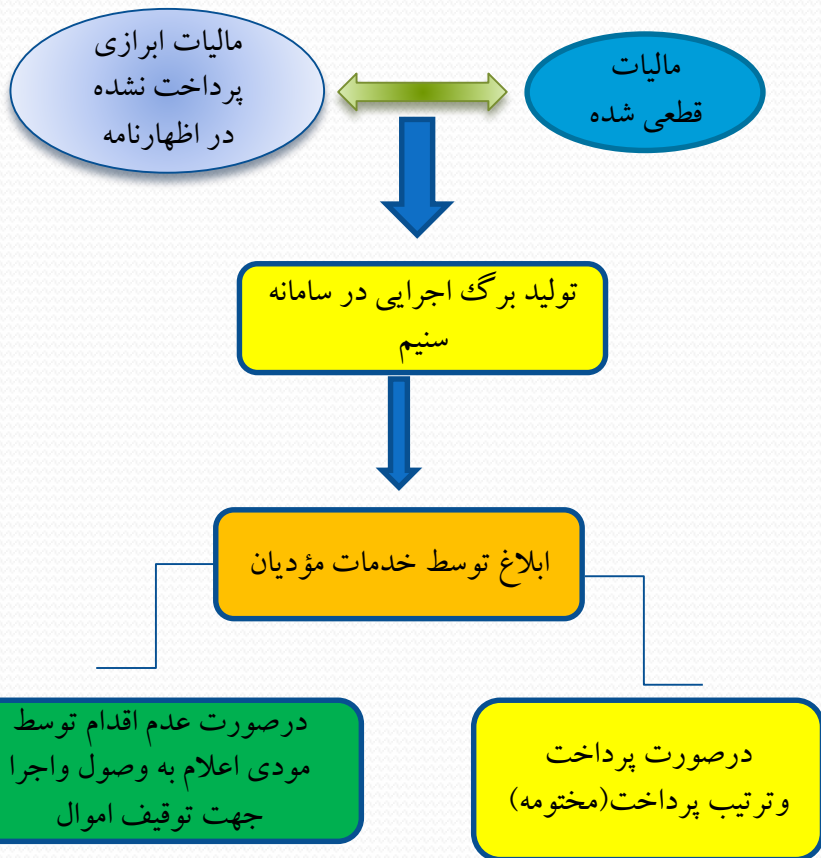 مالیات
قطعی شده
مالیات ابرازی
پرداخت نشده
در اظهارنامه
تولید برگ اجرایی در سامانه
سنیم
ابلاغ توسط خدمات مؤدیان
درصورت پرداخت
وترتیب پرداخت(مختومه)
درصورت عدم اقدام توسط
مودی اعلام به وصول واجرا
جهت توقیف اموال